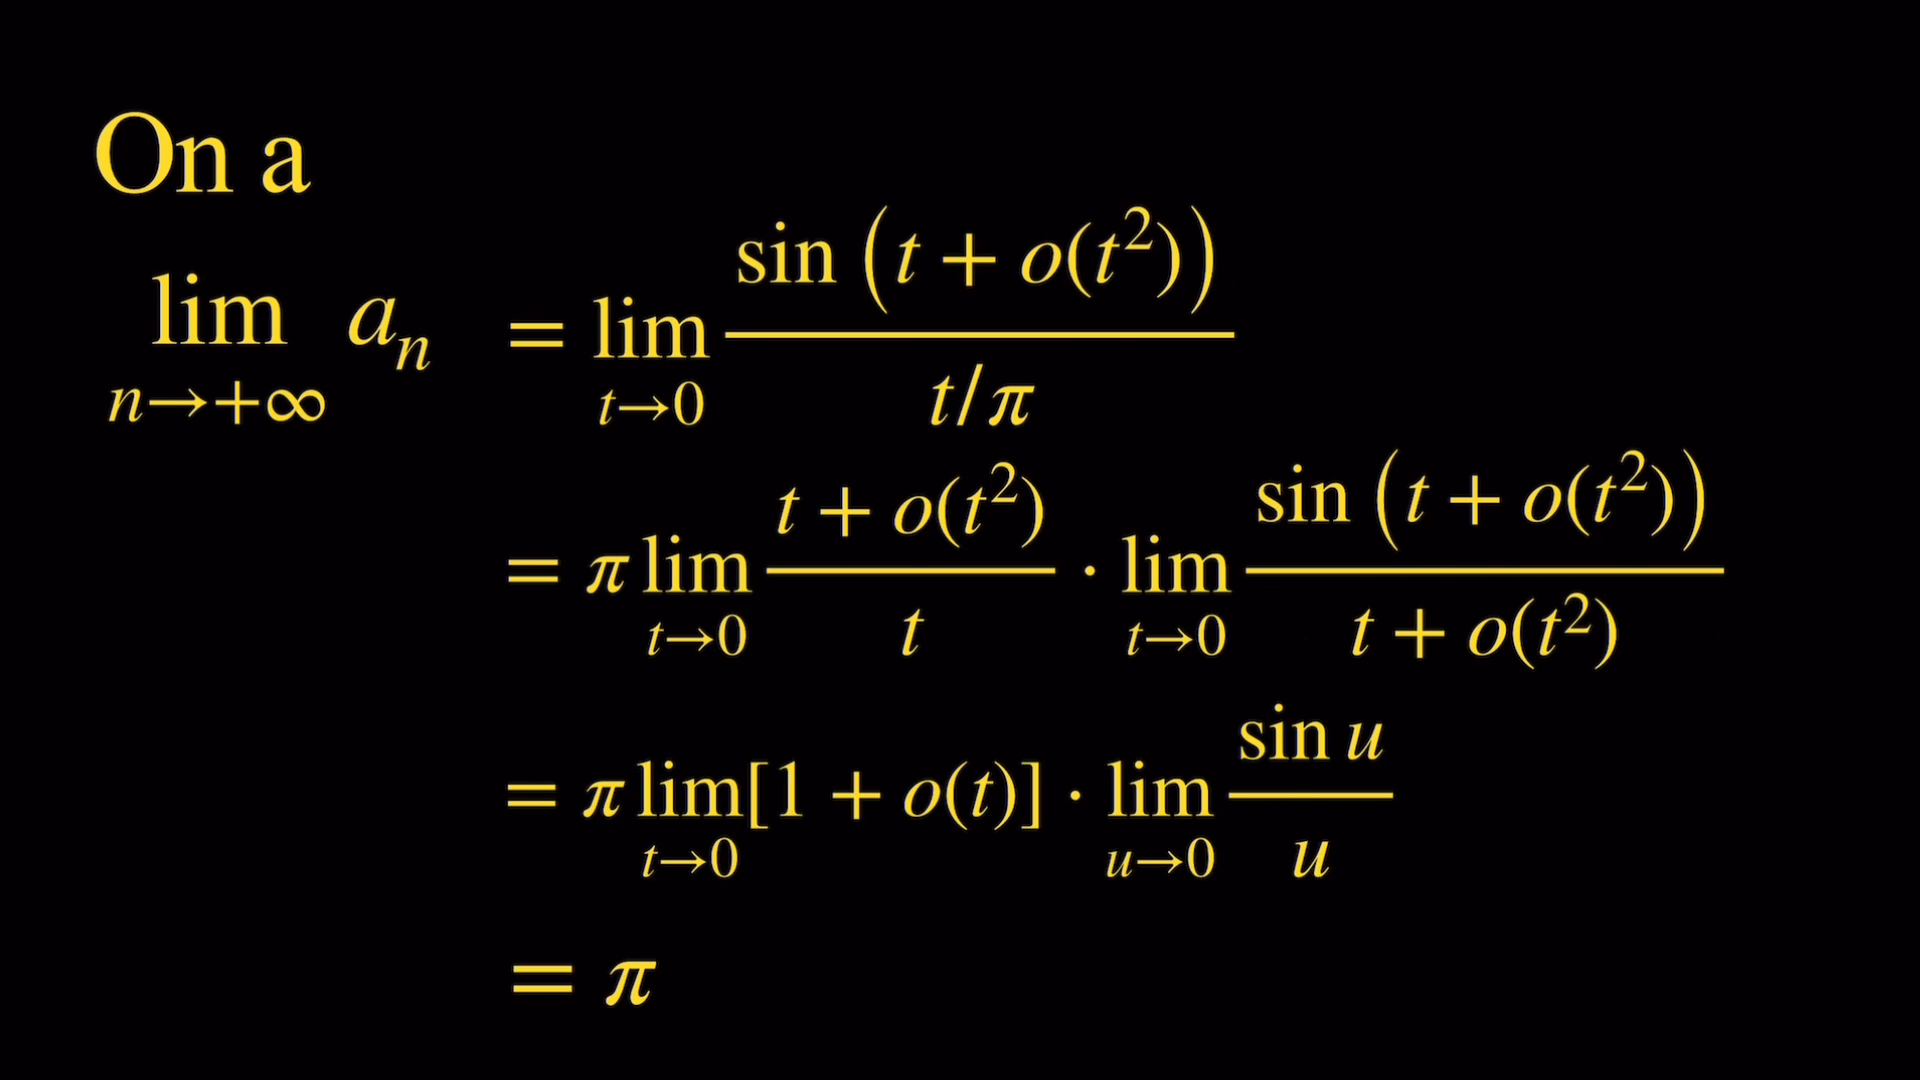 On a
lim_{n→+∞} a_n = lim_{t→0} sin (t + o(t²)) / (t/π)
= π lim_{t→0} (t + o(t²)) / t · lim_{t→0} sin (t + o(t²)) / (t + o(t²))
= π lim_{t→0} [1 + o(t)] · lim_{u→0} sin u / u
= π